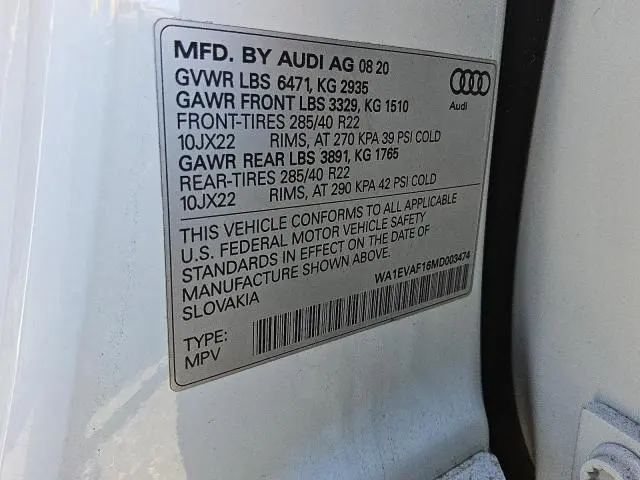 MFD. BY AUDI AG 08 20
GVWR LBS 6471, KG 2935
GAWR FRONT LBS 3329, KG 1510
FRONT-TIRES 285/40 R22
10JX22 RIMS, AT 270 KPA 39 PSI COLD
GAWR REAR LBS 3891, KG 1765
REAR-TIRES 285/40 R22
10JX22 RIMS, AT 290 KPA 42 PSI COLD
Audi
THIS VEHICLE CONFORMS TO ALL APPLICABLE
U.S. FEDERAL MOTOR VEHICLE SAFETY
STANDARDS IN EFFECT ON THE DATE OF
MANUFACTURE SHOWN ABOVE.
SLOVAKIA
WA1EVAF16MD003474
TYPE:
MPV